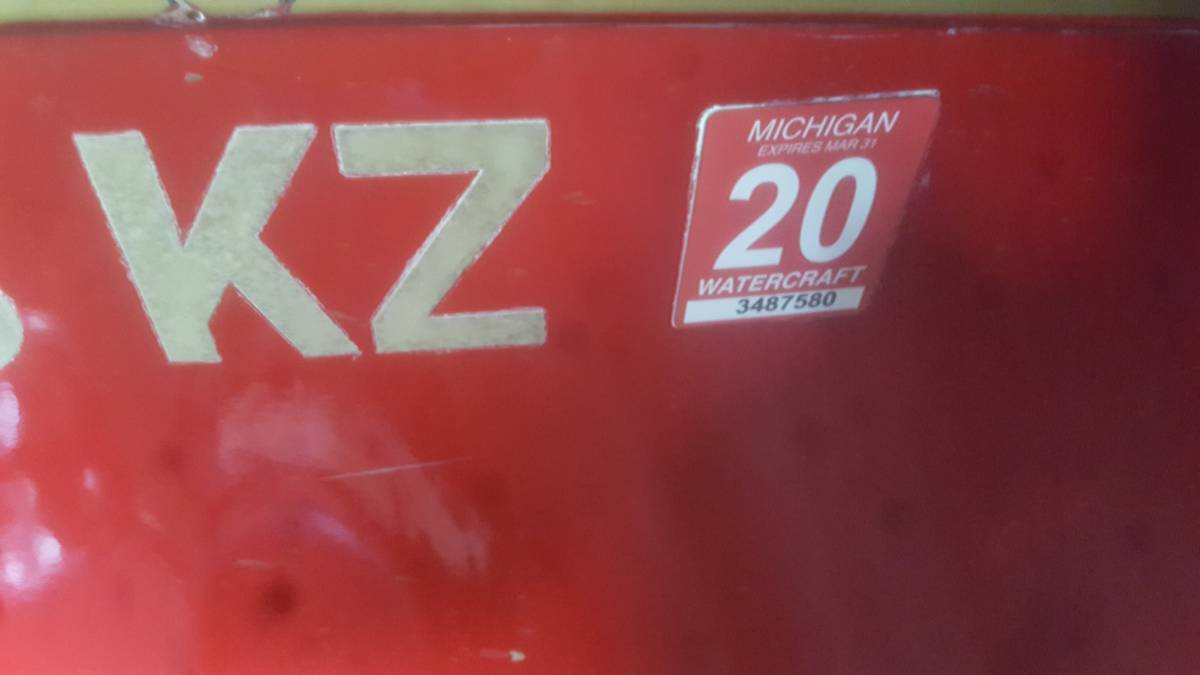 KZ
MICHIGAN
EXPIRES MAR 31
20
WATERCRAFT
3487580